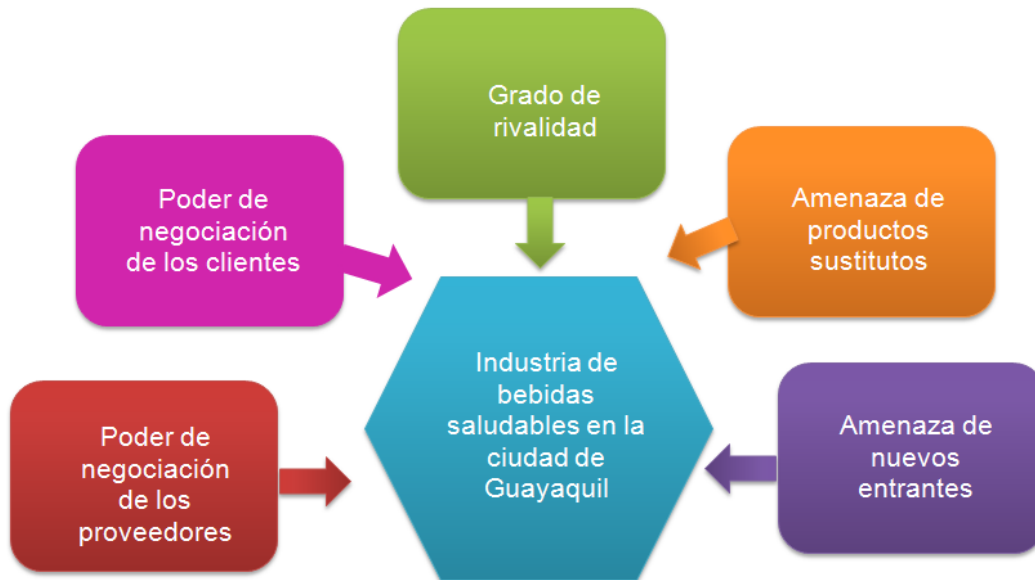 Grado de
rivalidad
Poder de
negociación
de los clientes
Amenaza de
productos
sustitutos
Industria de
bebidas
saludables en la
ciudad de
Guayaquil
Poder de
negociación
de los
proveedores
Amenaza de
nuevos
entrantes